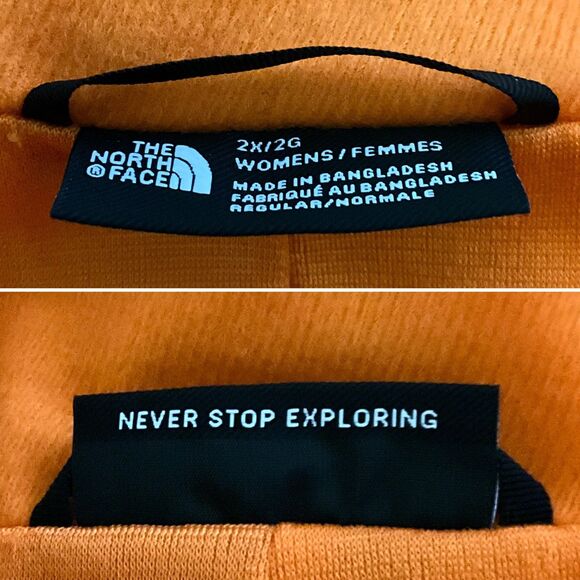 THE
NORTH
® FACE
2X/2G
WOMENS/FEMMES
MADE IN BANGLADESH
FABRIQUÉ AU BANGLADESH
REGULAR/NORMALE
NEVER STOP EXPLORING